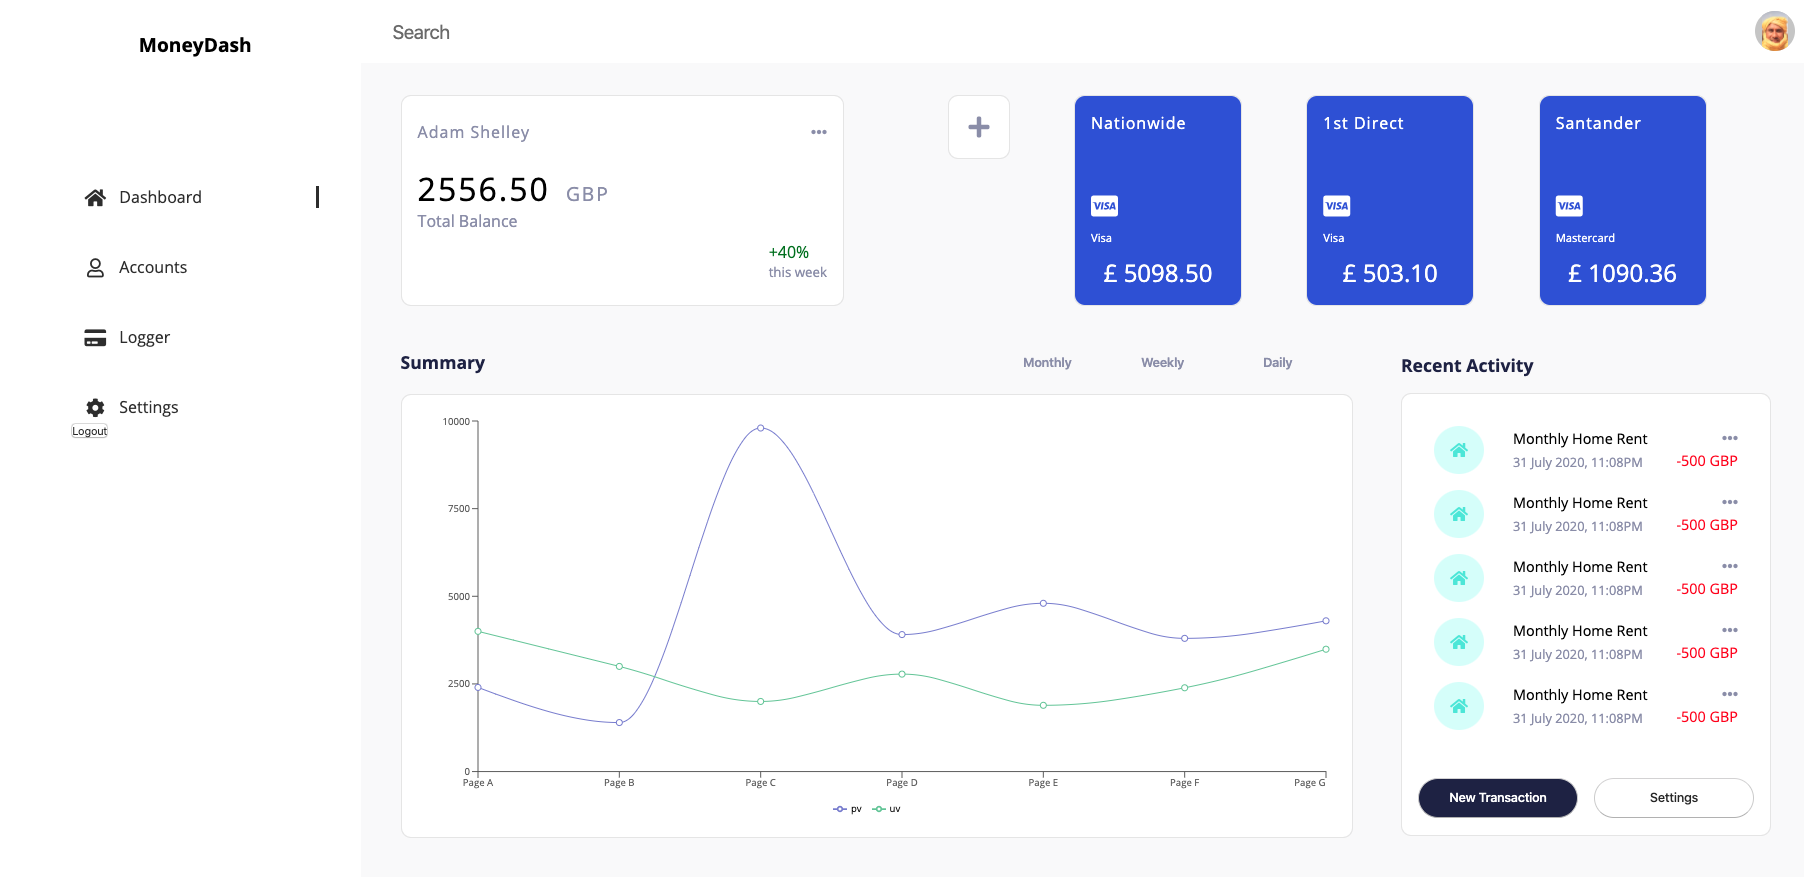 MoneyDash
Search
Dashboard
Accounts
Logger
Settings
Logout
Adam Shelley
2556.50 GBP
Total Balance
+40%
this week
Nationwide
VISA
Visa
£ 5098.50
1st Direct
VISA
Visa
£ 503.10
Santander
VISA
Mastercard
£ 1090.36
Summary
Monthly Weekly Daily
10000
7500
5000
2500
0
Page A Page B Page C Page D Page E Page F Page G
pv uv
Recent Activity
Monthly Home Rent
31 July 2020, 11:08PM -500 GBP
Monthly Home Rent
31 July 2020, 11:08PM -500 GBP
Monthly Home Rent
31 July 2020, 11:08PM -500 GBP
Monthly Home Rent
31 July 2020, 11:08PM -500 GBP
Monthly Home Rent
31 July 2020, 11:08PM -500 GBP
New Transaction Settings